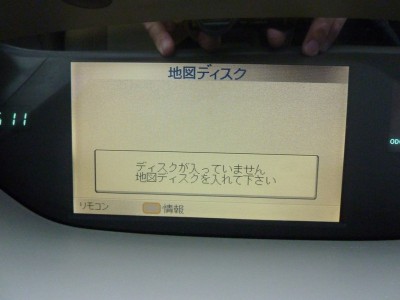 地図ディスク
ディスクが入っていません
地図ディスクを入れて下さい
リモコン 情報